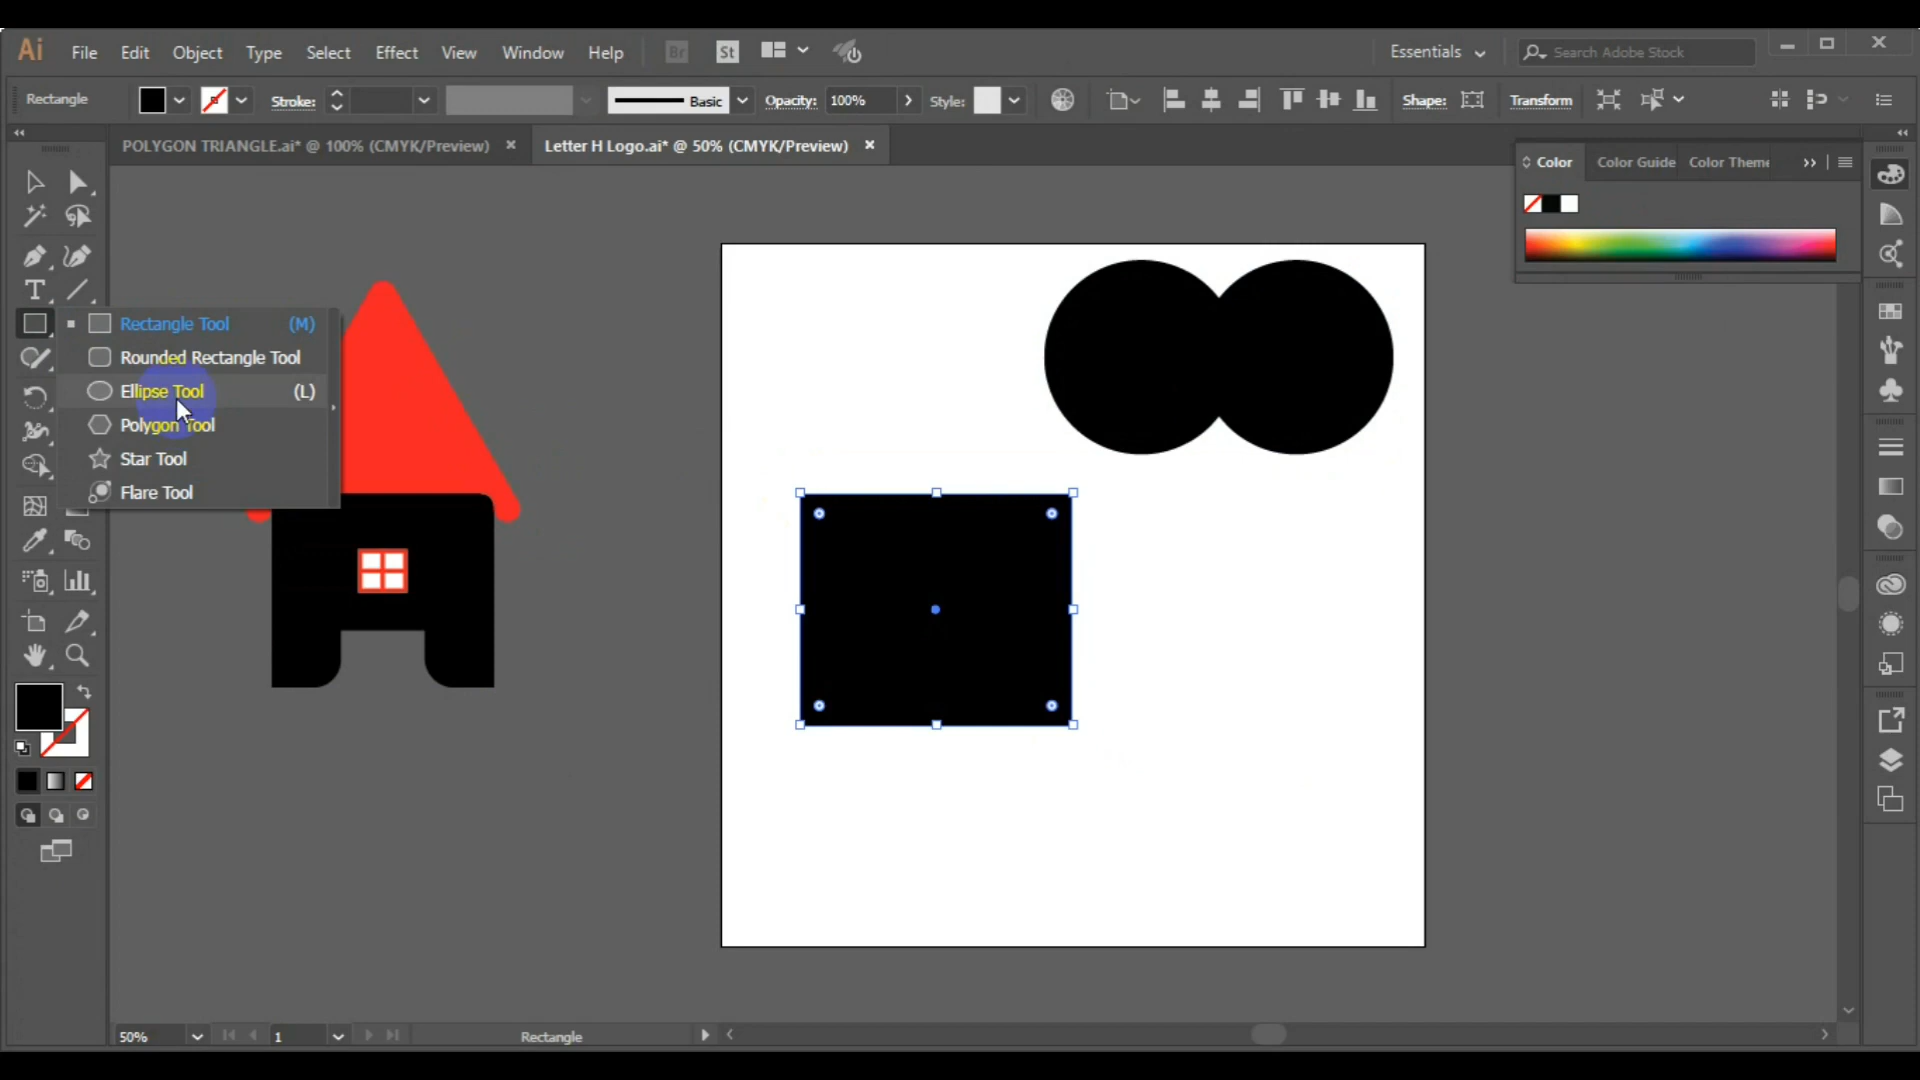 Ai File Edit Object Type Select Effect View Window Help Br St Essentials Search Adobe Stock
Rectangle Stroke: Basic Opacity: 100% Style: Shape: Transform
POLYGON TRIANGLE.ai* @ 100% (CMYK/Preview) Letter H Logo.ai* @ 50% (CMYK/Preview)
Color Color Guide Color Theme
Rectangle Tool (M)
Rounded Rectangle Tool
Ellipse Tool (L)
Polygon Tool
Star Tool
Flare Tool
50% 1 Rectangle